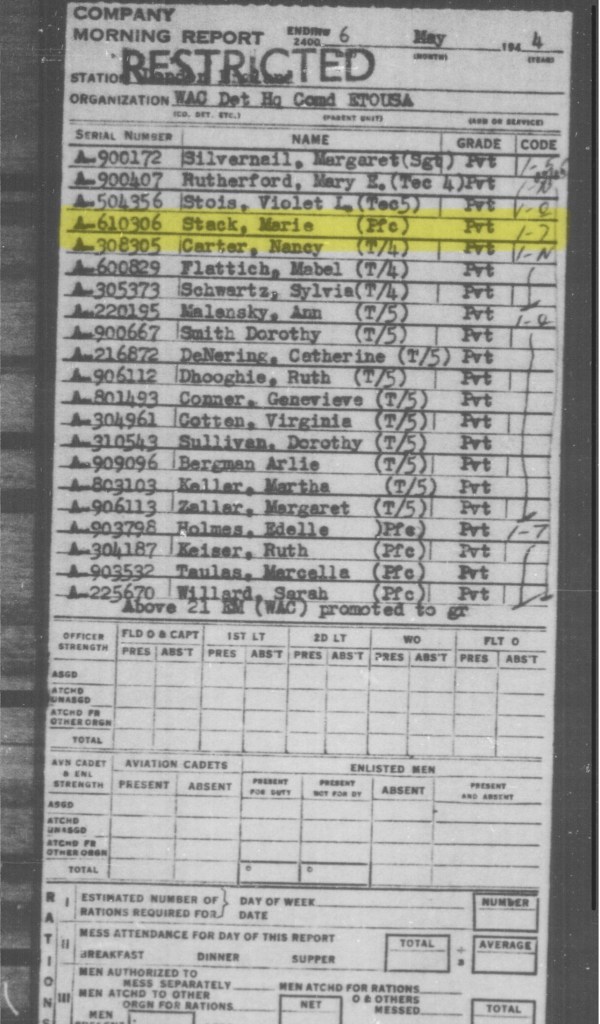 COMPANY
MORNING REPORT ENDING 2400 6 May 194 4
(MONTH) (YEAR)
RESTRICTED
STATION London England
ORGANIZATION WAC Det Hq Comd ETOUSA
(CO. DET. ETC.) (PARENT UNIT) (ARM OR SERVICE)
SERIAL NUMBER NAME GRADE CODE
A-900172 Silvernail, Margaret(Sgt) Pvt
A-900407 Rutherford, Mary E.(Tec 4)Pvt 1-N
A-504356 Stois, Violet L.(Tec5) Pvt
A-610306 Stack, Marie (Pfc) Pvt 1-7
A-308305 Carter, Nancy (T/4) Pvt 1-N
A-600829 Flattich, Mabel (T/4) Pvt
A-305373 Schwartz, Sylvia(T/4) Pvt
A-220195 Malensky, Ann (T/5) Pvt
A-900667 Smith Dorothy (T/5) Pvt
A-216872 DeNering, Catherine (T/5) Pvt
A-906112 Dhooghie, Ruth (T/5) Pvt
A-801493 Conner, Genevieve (T/5) Pvt
A-304961 Cotten, Virginia (T/5) Pvt
A-310543 Sullivan, Dorothy (T/5) Pvt
A-909096 Bergman Arlie (T/5) Pvt
A-803103 Kellar, Martha (T/5) Pvt
A-906113 Zallar, Margaret (T/5) Pvt
A-903798 Holmes, Edelle )Pfc) Pvt 1-7
A-304187 Keiser, Ruth (Pfc) Pvt
A-903532 Taulas, Marcella (Pfc) Pvt
A-225670 Willard, Sarah (Pfc) Pvt
Above 21 EM (WAC) promoted to gr
OFFICER STRENGTH FLD O & CAPT 1ST LT 2D LT WO FLT O
PRES ABS'T PRES ABS'T PRES ABS'T PRES ABS'T PRES ABS'T
ASGD
ATCHD UNASGD
ATCHD FR OTHER ORGN
TOTAL
AVN CADET & ENL STRENGTH AVIATION CADETS ENLISTED MEN
PRESENT ABSENT PRESENT FOR DUTY PRESENT NOT FOR DY ABSENT PRESENT AND ABSENT
ASGD
ATCHD UNASGD
ATCHD FR OTHER ORGN
TOTAL
RATIONS
I ESTIMATED NUMBER OF RATIONS REQUIRED FOR DAY OF WEEK DATE NUMBER
II MESS ATTENDANCE FOR DAY OF THIS REPORT TOTAL AVERAGE
BREAKFAST DINNER SUPPER
III MEN AUTHORIZED TO MESS SEPARATELY MEN ATCHD FOR RATIONS
MEN ATCHD TO OTHER ORGN FOR RATIONS NET O & OTHERS MESSED TOTAL
MEN